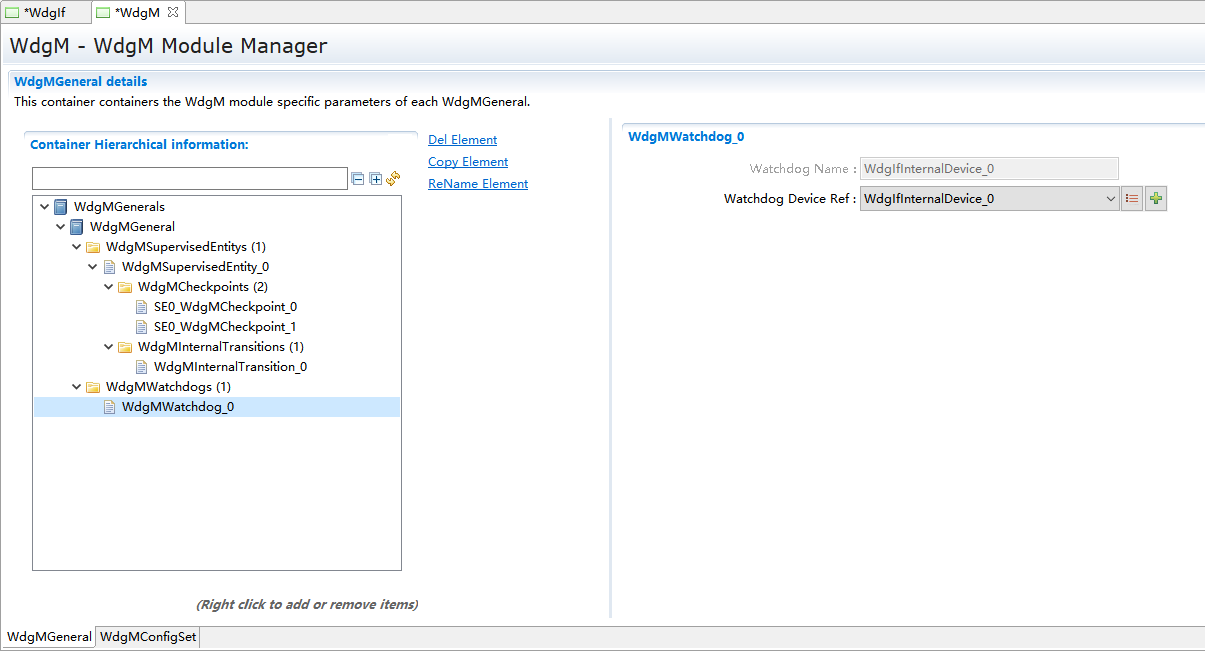 *WdgIf
*WdgM
WdgM - WdgM Module Manager
WdgMGeneral details
This container containers the WdgM module specific parameters of each WdgMGeneral.
Container Hierarchical information:
Del Element
Copy Element
ReName Element
WdgMGenerals
WdgMGeneral
WdgMSupervisedEntitys (1)
WdgMSupervisedEntity_0
WdgMCheckpoints (2)
SE0_WdgMCheckpoint_0
SE0_WdgMCheckpoint_1
WdgMInternalTransitions (1)
WdgMInternalTransition_0
WdgMWatchdogs (1)
WdgMWatchdog_0
(Right click to add or remove items)
WdgMWatchdog_0
Watchdog Name : WdgIfInternalDevice_0
Watchdog Device Ref : WdgIfInternalDevice_0
WdgMGeneral
WdgMConfigSet